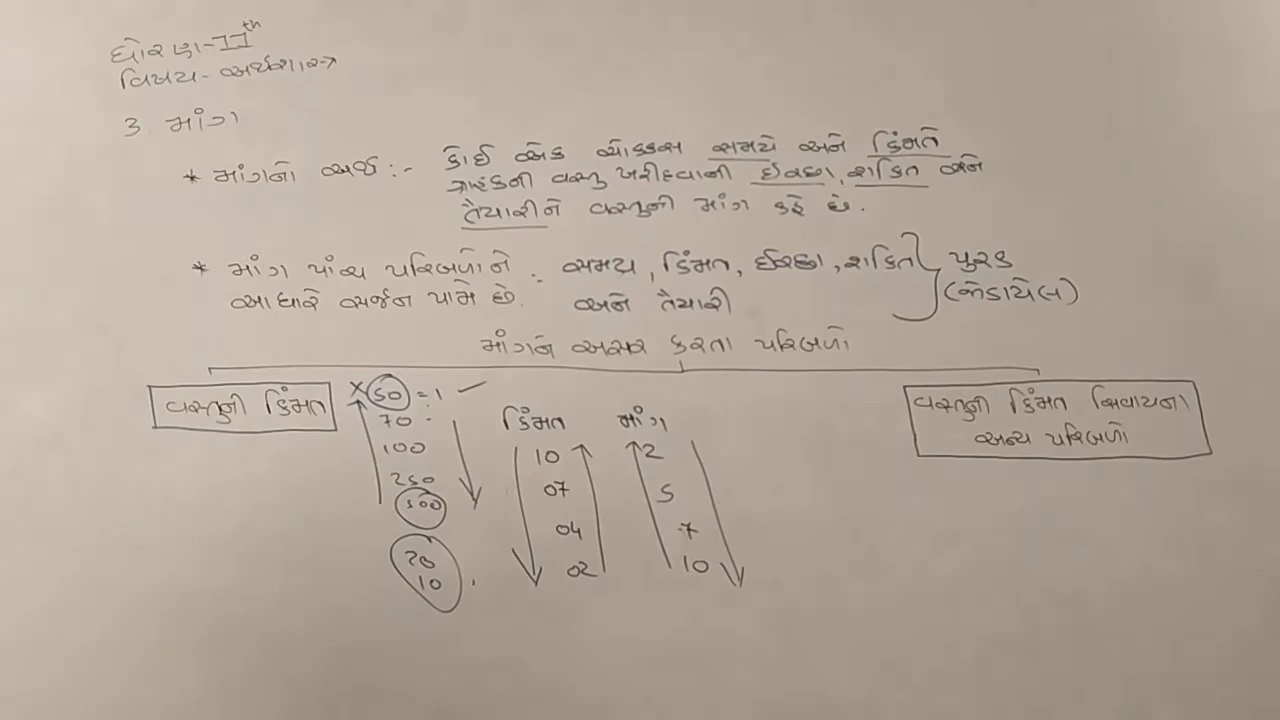 ધોરણ-11th
વિષય - અર્થશાસ્ત્ર
૩ માંગ
* માંગનો અર્થ :- કોઈ એક ચોક્કસ સમયે અને કિંમતે
ગ્રાહકની વસ્તુ ખરીદવાની ઈચ્છા, શકિત અને
તૈયારીને વસ્તુની માંગ કહે છે.
* માંગ પાંચ પરિબળોને : સમય, કિંમત, ઈચ્છા, શકિત પુરક
આધારે સર્જન પામે છે. અને તૈયારી (જોડાયેલ)
માંગને અસર કરતા પરિબળો
વસ્તુની કિંમત
X 50 = 1
70
100
250
500
20
10
કિંમત માંગ
10 2
07 5
04 7
02 10
વસ્તુની કિંમત સિવાયના
અન્ય પરિબળો